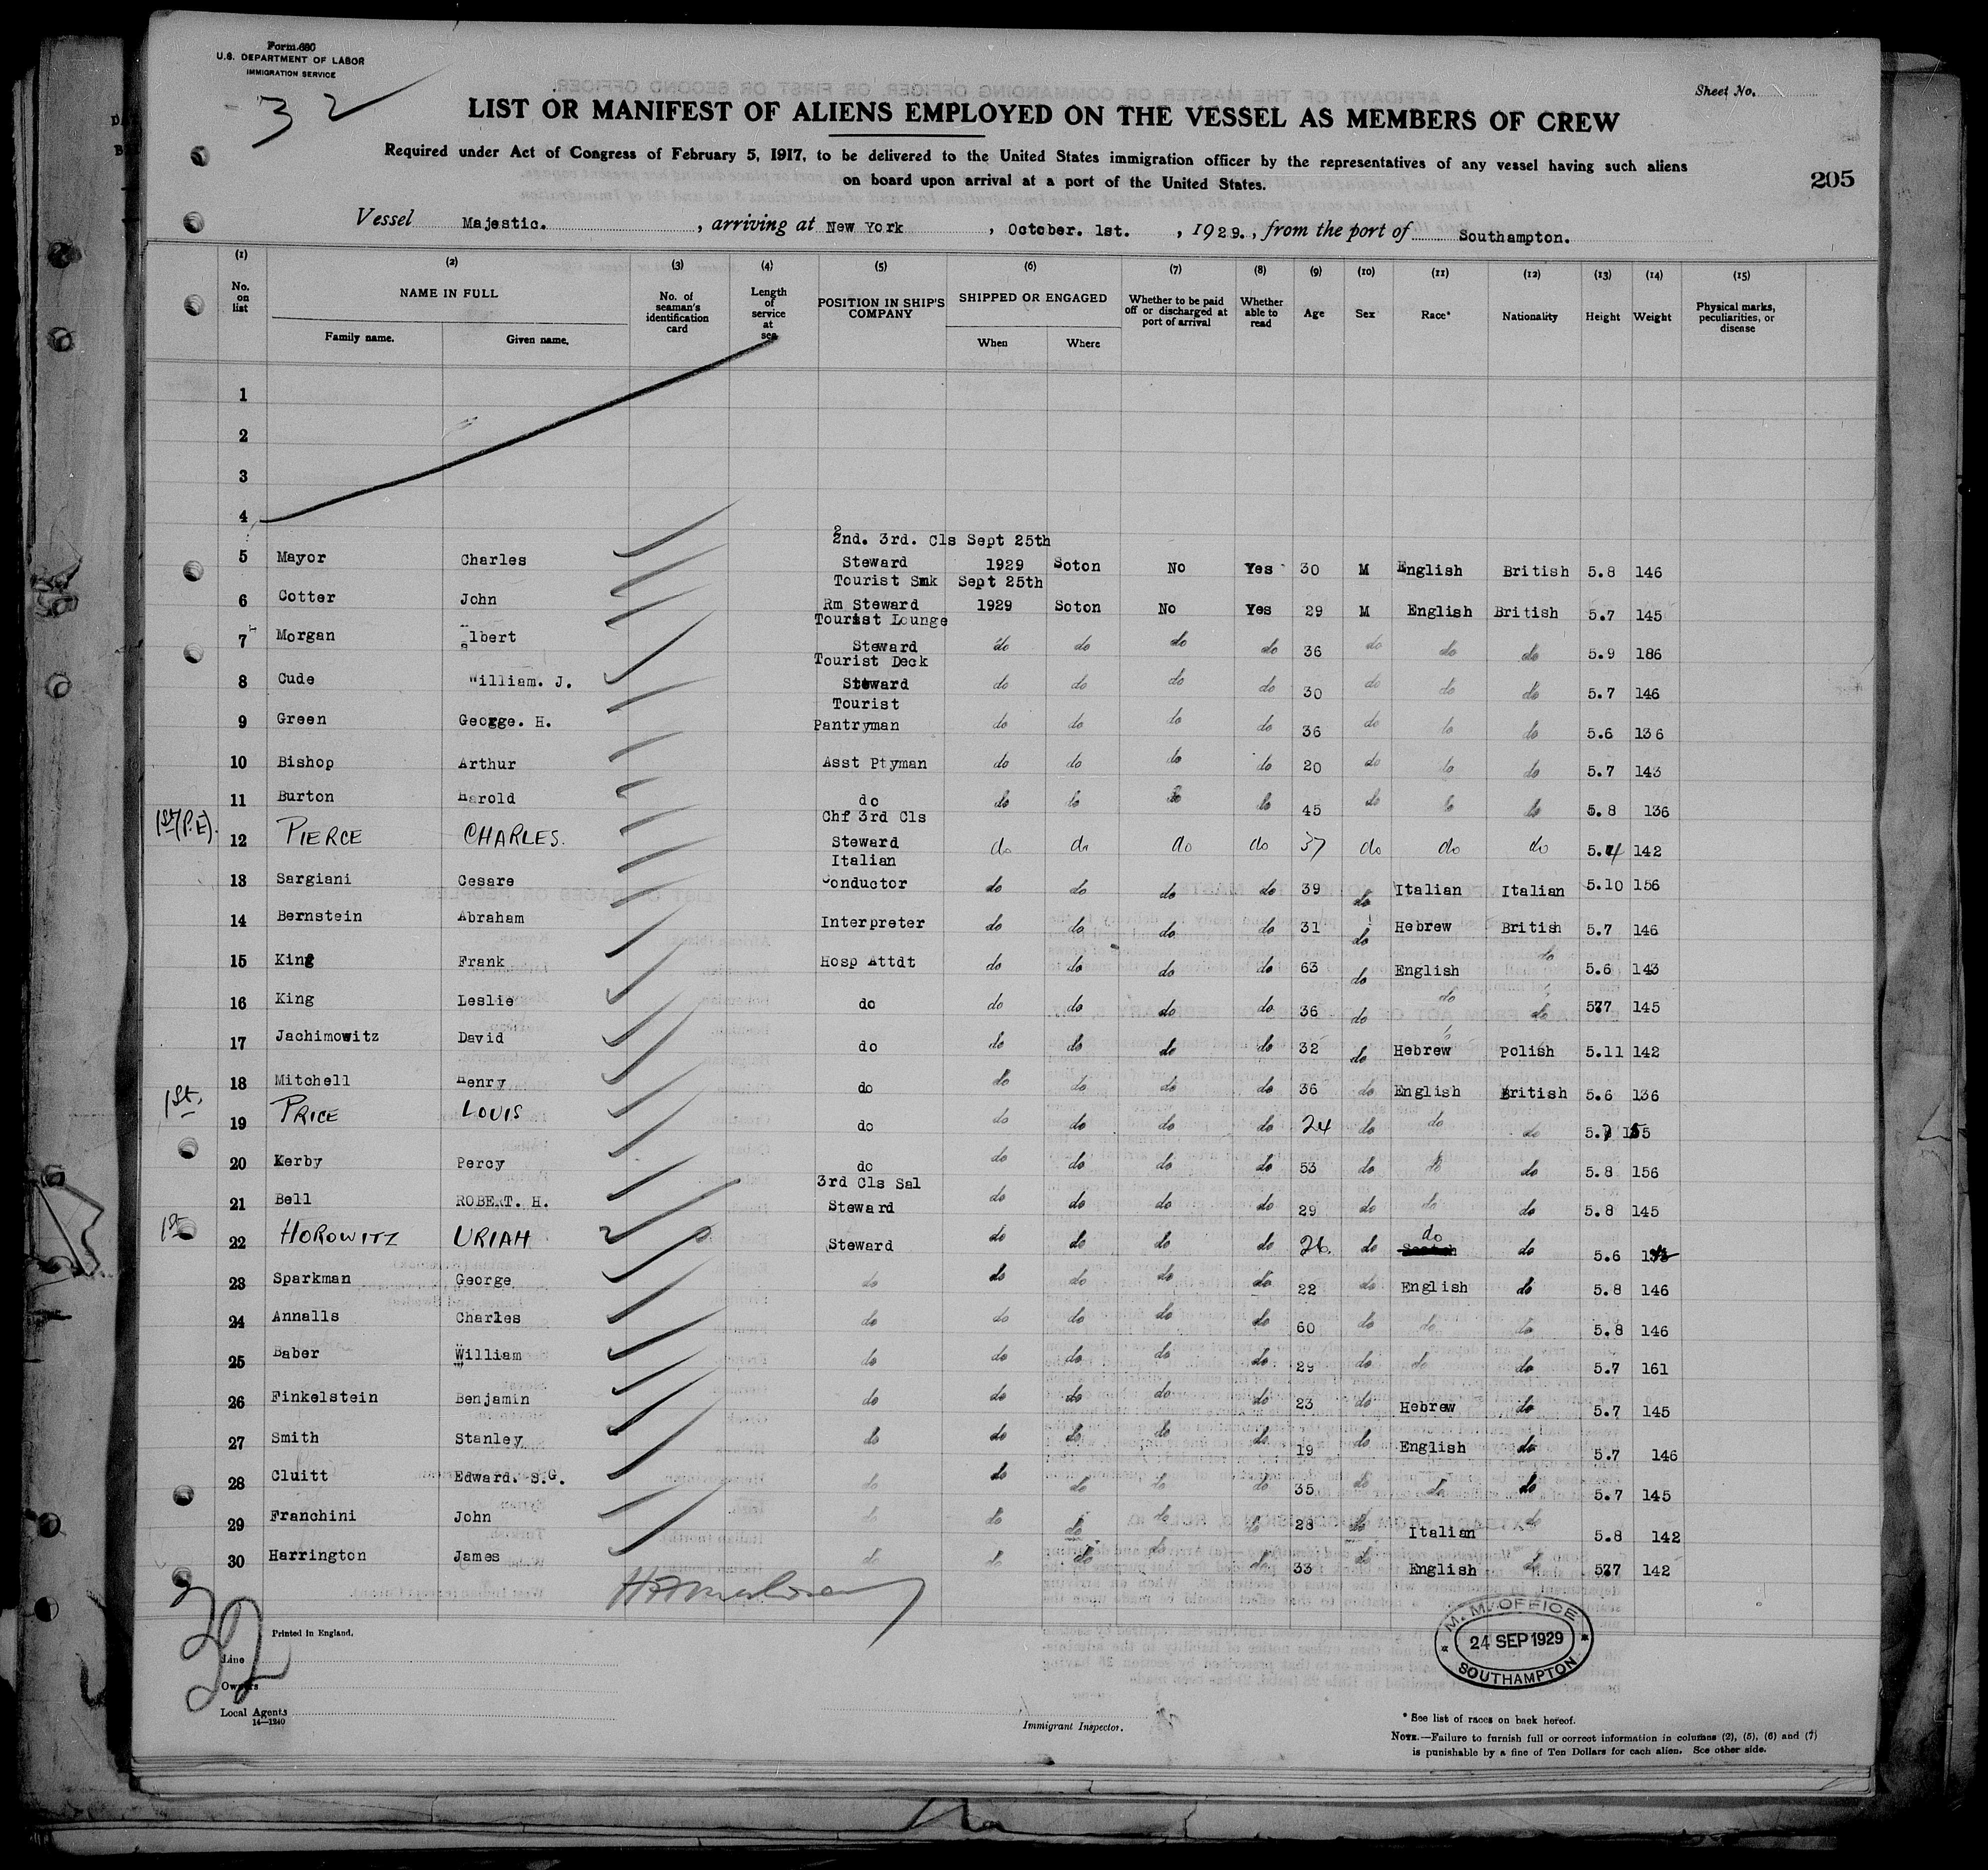 Form 680
U.S. DEPARTMENT OF LABOR
IMMIGRATION SERVICE
32
Sheet No.
LIST OR MANIFEST OF ALIENS EMPLOYED ON THE VESSEL AS MEMBERS OF CREW
Required under Act of Congress of February 5, 1917, to be delivered to the United States immigration officer by the representatives of any vessel having such aliens
on board upon arrival at a port of the United States.
205
Vessel Majestic. , arriving at New York , October. 1st. , 1929. , from the port of Southampton.
(1) (2) (3) (4) (5) (6) (7) (8) (9) (10) (11) (12) (13) (14) (15)
No. on list NAME IN FULL Family name. Given name. No. of seaman's identification card Length of service at sea POSITION IN SHIP'S COMPANY SHIPPED OR ENGAGED When Where Whether to be paid off or discharged at port of arrival Whether able to read Age Sex Race* Nationality Height Weight Physical marks, peculiarities, or disease
1
2
3
4
2nd. 3rd. Cls Sept 25th
5 Mayor Charles Steward 1929 Soton No Yes 30 M English British 5.8 146
Tourist Smk Sept 25th
6 Cotter John Rm Steward 1929 Soton No Yes 29 M English British 5.7 145
Tourist Lounge
7 Morgan lbert Steward do do do do 36 do do do 5.9 186
Tourist Deck
8 Cude William. J. Steward do do do do 30 do do do 5.7 146
Tourist
9 Green George. H. Pantryman do do do do 36 do do do 5.6 136
10 Bishop Arthur Asst Ptyman do do do do 20 do do do 5.7 143
11 Burton Harold do do do do do 45 do do do 5.8 136
Chf 3rd Cls
1st (P.E). 12 PIERCE CHARLES. Steward do do do do 37 do do do 5.4 142
Italian
13 Sargiani Cesare Conductor do do do do 39 do Italian Italian 5.10 156
14 Bernstein Abraham Interpreter do do do do 31 do Hebrew British 5.7 146
15 King Frank Hosp Attdt do do do do 63 do English do 5.6 143
16 King Leslie do do do do do 36 do do do 577 145
17 Jachimowitz David do do do do do 32 do Hebrew Polish 5.11 142
18 Mitchell Henry do do do do do 36 do English British 5.6 136
1st. 19 PRICE LOUIS do do do do do 24 do do do 5.9 155
20 Kerby Percy do do do do do 53 do do do 5.8 156
3rd Cls Sal
21 Bell ROBERT. H. Steward do do do do 29 do do do 5.8 145
1st 22 HOROWITZ URIAH Steward do do do do 26. do do do 5.6
23 Sparkman George do do do do do 22 do English do 5.8 146
24 Annalls Charles do do do do do 60 do do do 5.8 146
25 Baber William do do do do do 29 do do do 5.7 161
26 Finkelstein Benjamin do do do do do 23 do Hebrew do 5.7 145
27 Smith Stanley do do do do do 19 do English do 5.7 146
28 Cluitt Edward. S.G. do do do do do 35 do do 5.7 145
29 Franchini John do do do do do 28 do Italian do 5.8 142
30 Harrington James do do do do do 33 do English do 577 142
32
Printed in England.
Line
Owners
Local Agents
14—1240
Immigrant Inspector.
M. M. OFFICE
24 SEP 1929
SOUTHAMPTON
* See list of races on back hereof.
NOTE.—Failure to furnish full or correct information in columns (2), (5), (6) and (7)
is punishable by a fine of Ten Dollars for each alien. See other side.